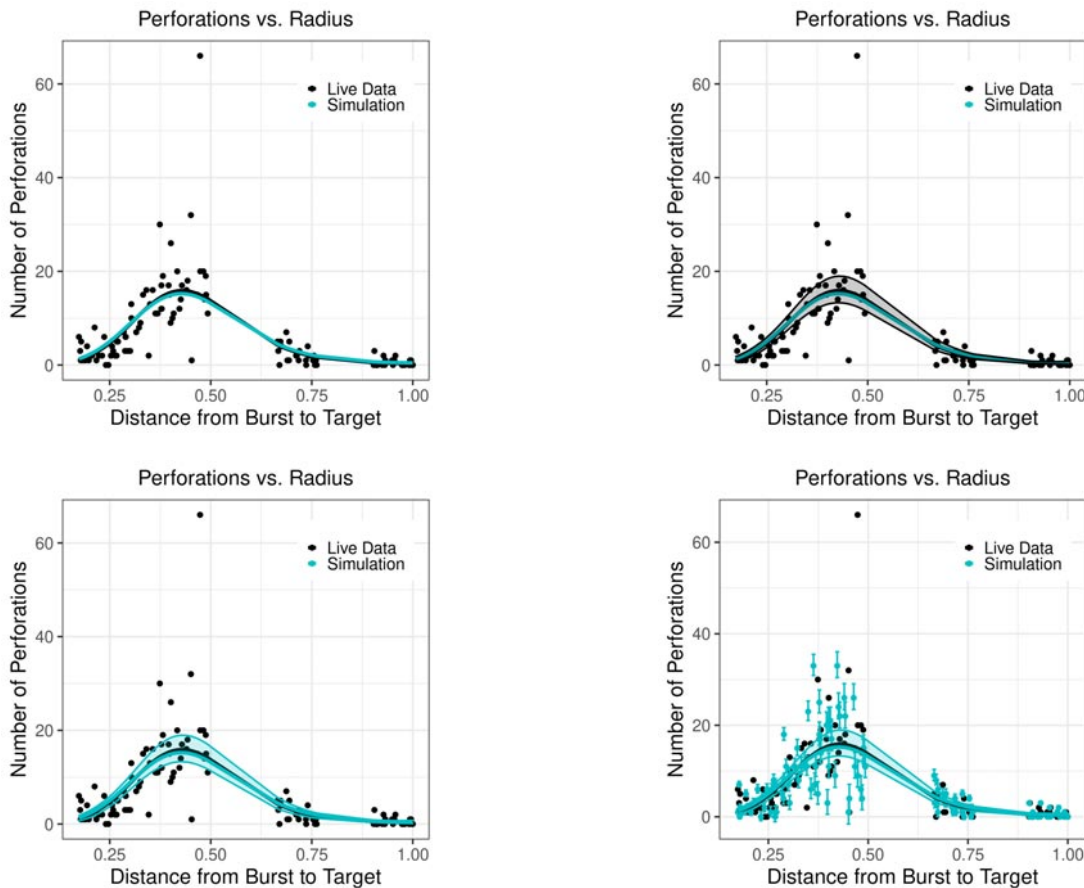 Perforations vs. Radius
Number of Perforations
60
40
20
0
Live Data
Simulation
0.25 0.50 0.75 1.00
Distance from Burst to Target
Perforations vs. Radius
Number of Perforations
60
40
20
0
Live Data
Simulation
0.25 0.50 0.75 1.00
Distance from Burst to Target
Perforations vs. Radius
Number of Perforations
60
40
20
0
Live Data
Simulation
0.25 0.50 0.75 1.00
Distance from Burst to Target
Perforations vs. Radius
Number of Perforations
60
40
20
0
Live Data
Simulation
0.25 0.50 0.75 1.00
Distance from Burst to Target